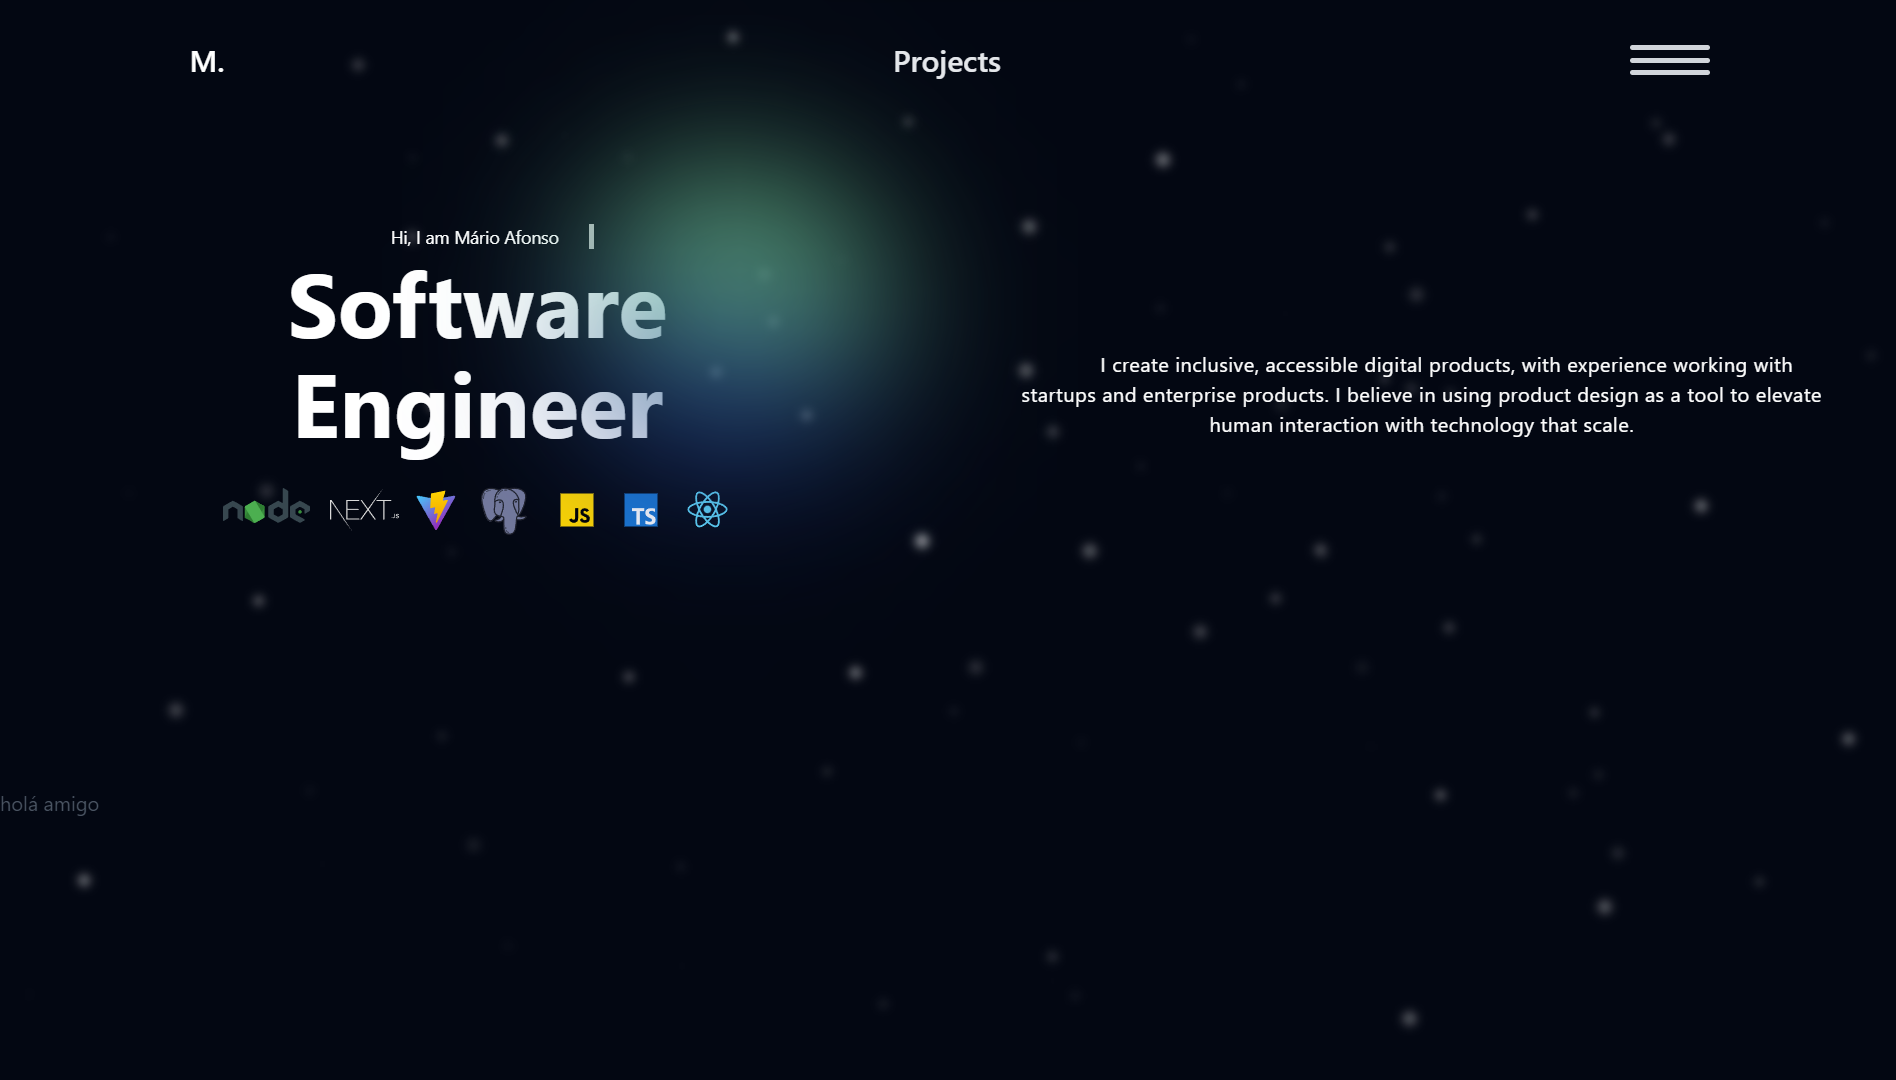 M.
Projects
Hi, I am Mário Afonso
Software
Engineer
node
NEXT.JS
JS
TS
I create inclusive, accessible digital products, with experience working with
startups and enterprise products. I believe in using product design as a tool to elevate
human interaction with technology that scale.
holá amigo